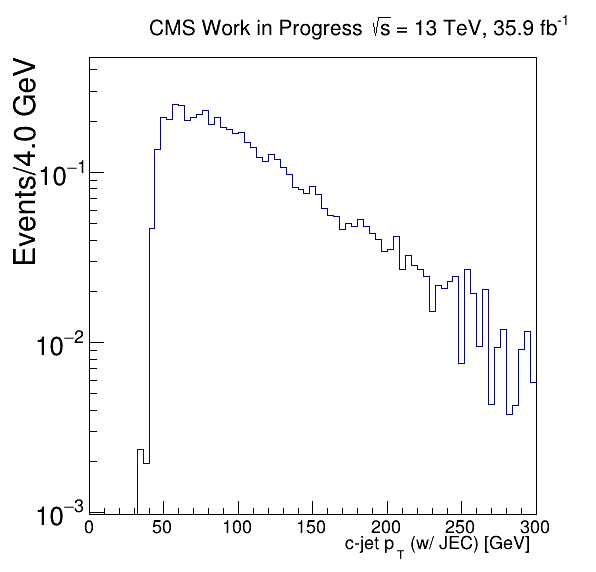 CMS Work in Progress √s = 13 TeV, 35.9 fb⁻¹
Events/4.0 GeV
10⁻¹
10⁻²
10⁻³
0 50 100 150 200 250 300
c-jet p_T (w/ JEC) [GeV]